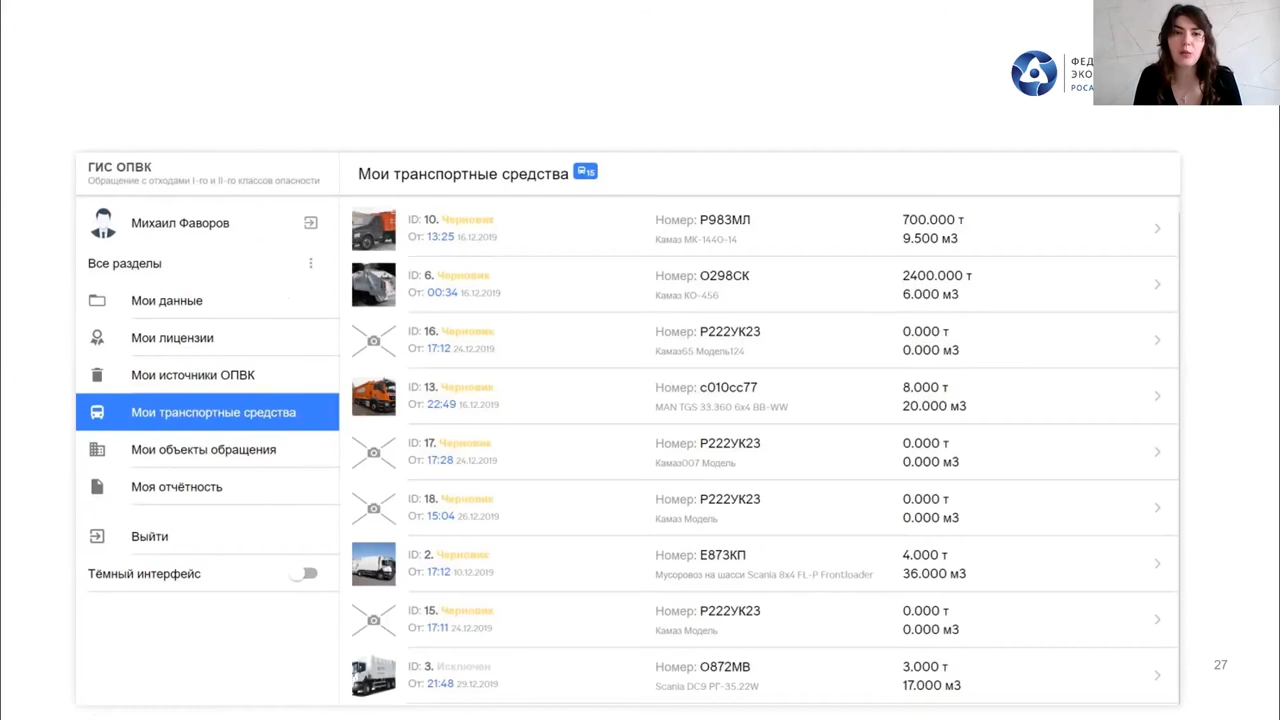 ФЕД
ЭКО
РОСА
ГИС ОПВК
Обращение с отходами I-го и II-го классов опасности
Михаил Фаворов
Все разделы
Мои данные
Мои лицензии
Мои источники ОПВК
Мои транспортные средства
Мои объекты обращения
Моя отчётность
Выйти
Тёмный интерфейс
Мои транспортные средства 15
ID: 10. Черновик Номер: Р983МЛ 700.000 т
От: 13:25 16.12.2019 Камаз МК-1440-14 9.500 м3
ID: 6. Черновик Номер: О298СК 2400.000 т
От: 00:34 16.12.2019 Камаз КО-456 6.000 м3
ID: 16. Черновик Номер: Р222УК23 0.000 т
От: 17:12 24.12.2019 Камаз65 Модель124 0.000 м3
ID: 13. Черновик Номер: с010сс77 8.000 т
От: 22:49 16.12.2019 MAN TGS 33.360 6x4 BB-WW 20.000 м3
ID: 17. Черновик Номер: Р222УК23 0.000 т
От: 17:28 24.12.2019 Камаз007 Модель 0.000 м3
ID: 18. Черновик Номер: Р222УК23 0.000 т
От: 15:04 26.12.2019 Камаз Модель 0.000 м3
ID: 2. Черновик Номер: Е873КП 4.000 т
От: 17:12 10.12.2019 Мусоровоз на шасси Scania 8x4 FL-P Frontloader 36.000 м3
ID: 15. Черновик Номер: Р222УК23 0.000 т
От: 17:11 24.12.2019 Камаз Модель 0.000 м3
ID: 3. Исключен Номер: О872МВ 3.000 т
От: 21:48 29.12.2019 Scania DC9 РГ-35.22W 17.000 м3
27